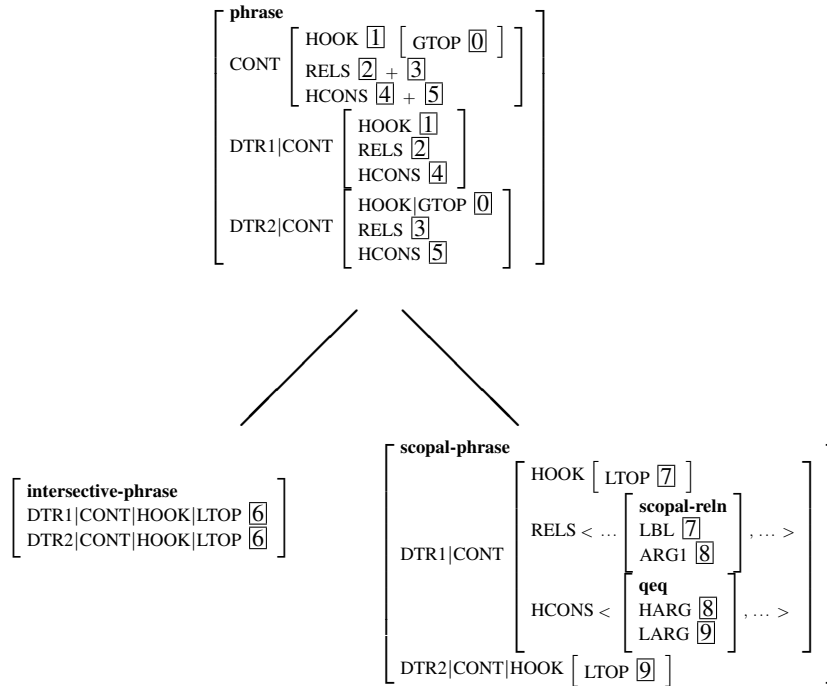 phrase
CONT HOOK 1 [ GTOP 0 ]
RELS 2 + 3
HCONS 4 + 5
DTR1|CONT HOOK 1
RELS 2
HCONS 4
DTR2|CONT HOOK|GTOP 0
RELS 3
HCONS 5
intersective-phrase
DTR1|CONT|HOOK|LTOP 6
DTR2|CONT|HOOK|LTOP 6
scopal-phrase
DTR1|CONT HOOK [ LTOP 7 ]
RELS < ... scopal-reln
LBL 7
ARG1 8 , ... >
HCONS < qeq
HARG 8
LARG 9 , ... >
DTR2|CONT|HOOK [ LTOP 9 ]